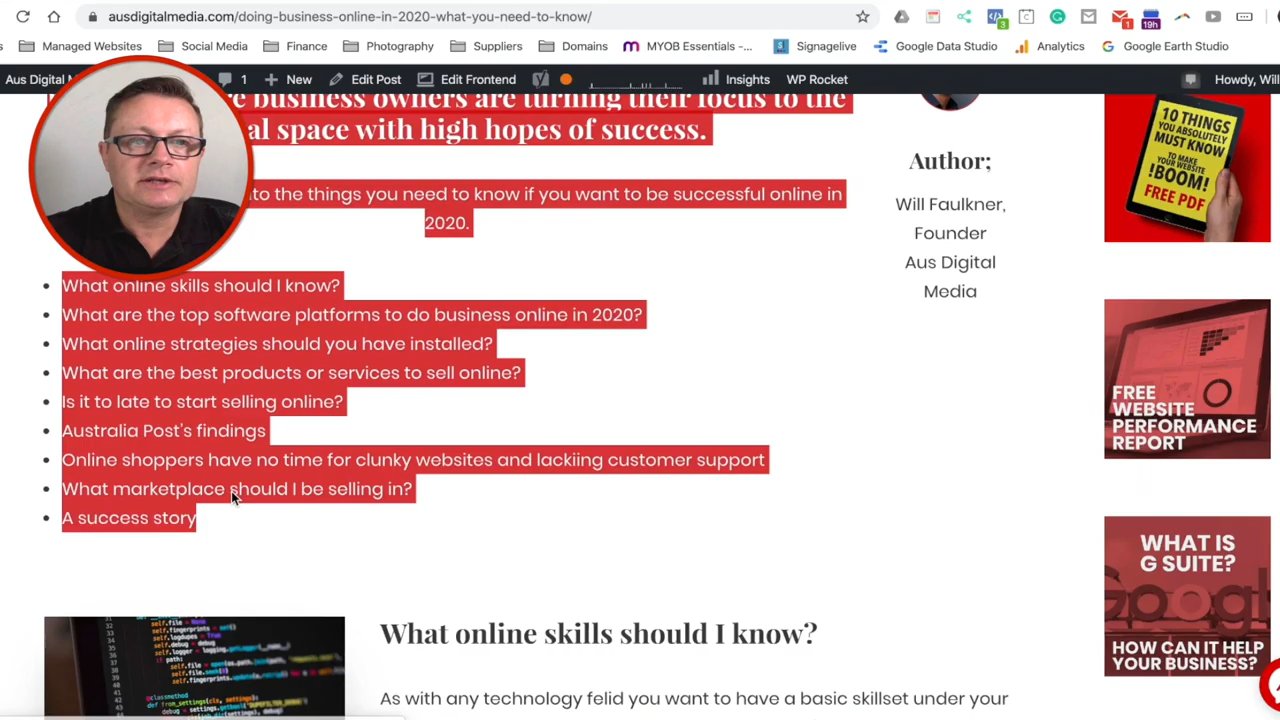 ausdigitalmedia.com/doing-business-online-in-2020-what-you-need-to-know/
3
1
19h
Managed Websites Social Media Finance Photography Suppliers Domains MYOB Essentials -... Signagelive Google Data Studio Analytics Google Earth Studio
Aus Digital M 1 New Edit Post Edit Frontend Insights WP Rocket Howdy, Will
re business owners are turning their focus to the
al space with high hopes of success.
to the things you need to know if you want to be successful online in
2020.
What online skills should I know?
What are the top software platforms to do business online in 2020?
What online strategies should you have installed?
What are the best products or services to sell online?
Is it to late to start selling online?
Australia Post's findings
Online shoppers have no time for clunky websites and lackiing customer support
What marketplace should I be selling in?
A success story
Author;
Will Faulkner,
Founder
Aus Digital
Media
10 THINGS
YOU ABSOLUTELY
MUST KNOW
TO MAKE YOUR
WEBSITE GO
!BOOM!
FREE PDF
FREE
WEBSITE
PERFORMANCE
REPORT
WHAT IS
G SUITE?
Googl
HOW CAN IT HELP
YOUR BUSINESS?
What online skills should I know?
As with any technology felid you want to have a basic skillset under your